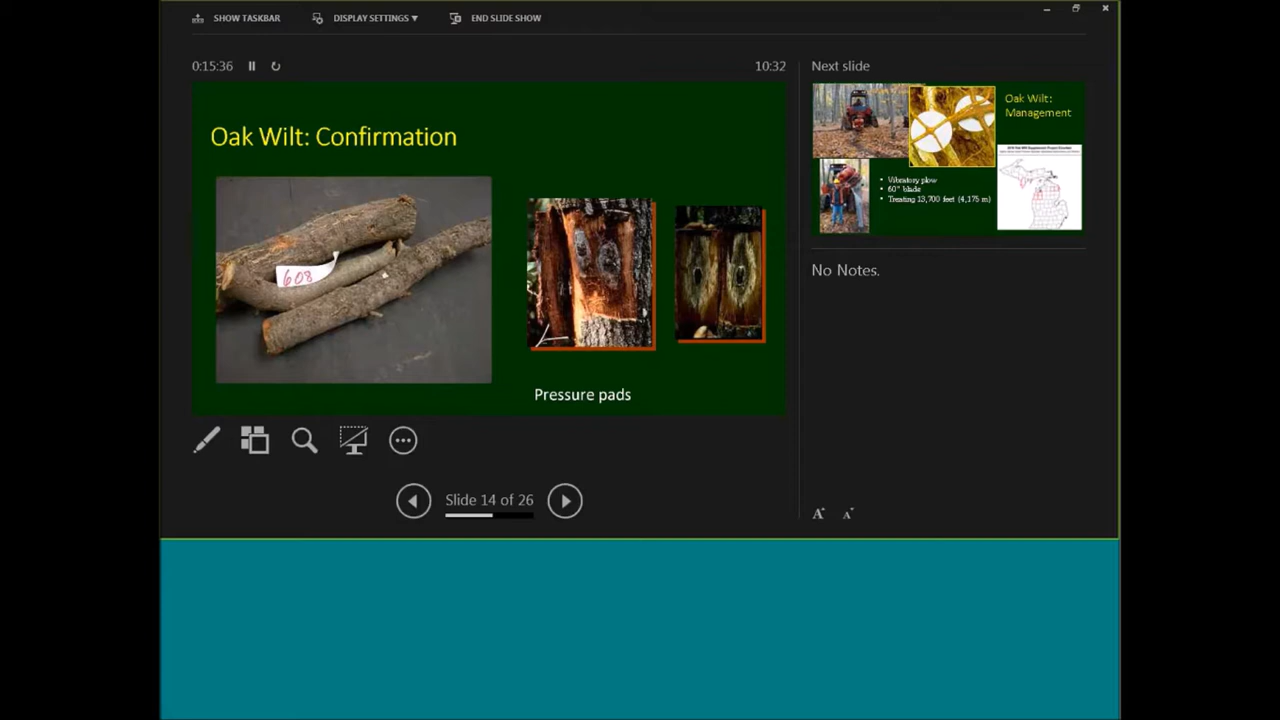 SHOW TASKBAR
DISPLAY SETTINGS ▼
END SLIDE SHOW
0:15:36
10:32
Next slide
Oak Wilt: Confirmation
608
Pressure pads
Oak Wilt:
Management
• Vibratory plow
• 60" blade
• Treating 13,700 feet (4,175 m)
No Notes.
Slide 14 of 26
A A